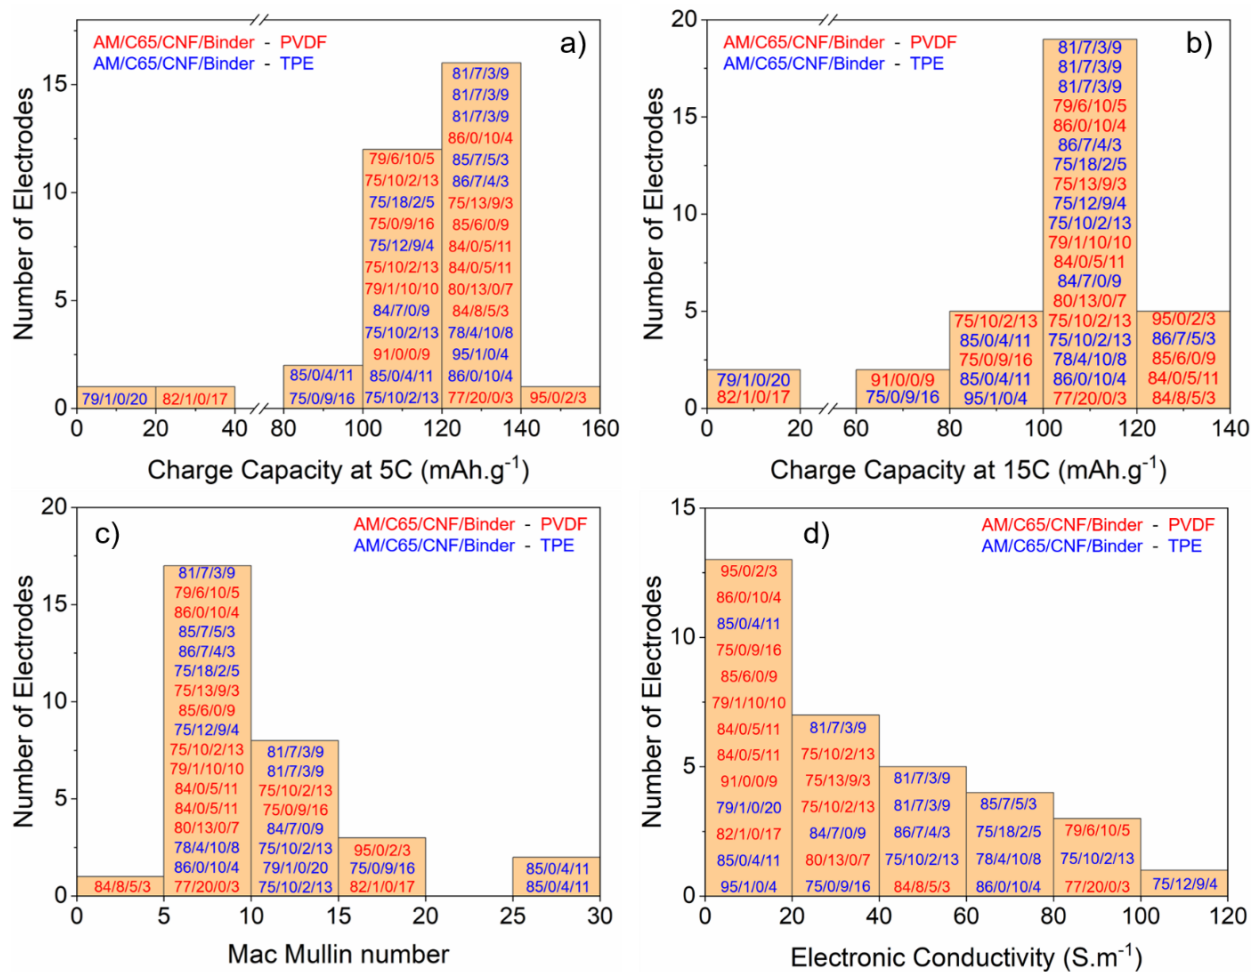 AM/C65/CNF/Binder - PVDF
AM/C65/CNF/Binder - TPE
a)
Number of Electrodes
15
10
5
0
81/7/3/9
81/7/3/9
81/7/3/9
86/0/10/4
79/6/10/5 85/7/5/3
75/10/2/13 86/7/4/3
75/18/2/5 75/13/9/3
75/0/9/16 85/6/0/9
75/12/9/4 84/0/5/11
75/10/2/13 84/0/5/11
79/1/10/10 80/13/0/7
84/7/0/9 84/8/5/3
75/10/2/13 78/4/10/8
91/0/0/9 95/1/0/4
85/0/4/11 85/0/4/11 86/0/10/4
79/1/0/20 82/1/0/17 75/0/9/16 75/10/2/13 77/20/0/3 95/0/2/3
0 20 40 80 100 120 140 160
Charge Capacity at 5C (mAh.g⁻¹)
AM/C65/CNF/Binder - PVDF
AM/C65/CNF/Binder - TPE
b)
Number of Electrodes
20
15
10
5
0
81/7/3/9
81/7/3/9
81/7/3/9
79/6/10/5
86/0/10/4
86/7/4/3
75/18/2/5
75/13/9/3
75/12/9/4
75/10/2/13
79/1/10/10
84/0/5/11
84/7/0/9
80/13/0/7
75/10/2/13 75/10/2/13 95/0/2/3
85/0/4/11 75/10/2/13 86/7/5/3
75/0/9/16 78/4/10/8 85/6/0/9
79/1/0/20 91/0/0/9 85/0/4/11 86/0/10/4 84/0/5/11
82/1/0/17 75/0/9/16 95/1/0/4 77/20/0/3 84/8/5/3
0 20 60 80 100 120 140
Charge Capacity at 15C (mAh.g⁻¹)
c)
AM/C65/CNF/Binder - PVDF
AM/C65/CNF/Binder - TPE
Number of Electrodes
20
15
10
5
0
81/7/3/9
79/6/10/5
86/0/10/4
85/7/5/3
86/7/4/3
75/18/2/5
75/13/9/3
85/6/0/9
75/12/9/4
75/10/2/13 81/7/3/9
79/1/10/10 81/7/3/9
84/0/5/11 75/10/2/13
84/0/5/11 75/0/9/16
80/13/0/7 84/7/0/9
78/4/10/8 75/10/2/13 95/0/2/3
86/0/10/4 79/1/0/20 75/0/9/16 85/0/4/11
84/8/5/3 77/20/0/3 75/10/2/13 82/1/0/17 85/0/4/11
0 5 10 15 20 25 30
Mac Mullin number
d)
AM/C65/CNF/Binder - PVDF
AM/C65/CNF/Binder - TPE
Number of Electrodes
15
10
5
0
95/0/2/3
86/0/10/4
85/0/4/11
75/0/9/16
85/6/0/9
79/1/10/10
84/0/5/11 81/7/3/9
84/0/5/11 75/10/2/13
91/0/0/9 75/13/9/3 81/7/3/9
79/1/0/20 75/10/2/13 81/7/3/9 85/7/5/3
82/1/0/17 84/7/0/9 86/7/4/3 75/18/2/5 79/6/10/5
85/0/4/11 80/13/0/7 75/10/2/13 78/4/10/8 75/10/2/13
95/1/0/4 75/0/9/16 84/8/5/3 86/0/10/4 77/20/0/3 75/12/9/4
0 20 40 60 80 100 120
Electronic Conductivity (S.m⁻¹)